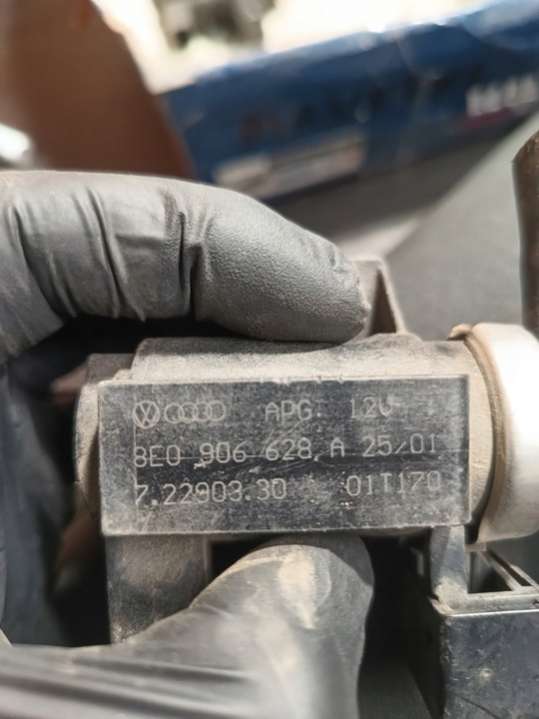 APG. 12V
8E0 906 628 A 25/01
7.22903.30 01T170